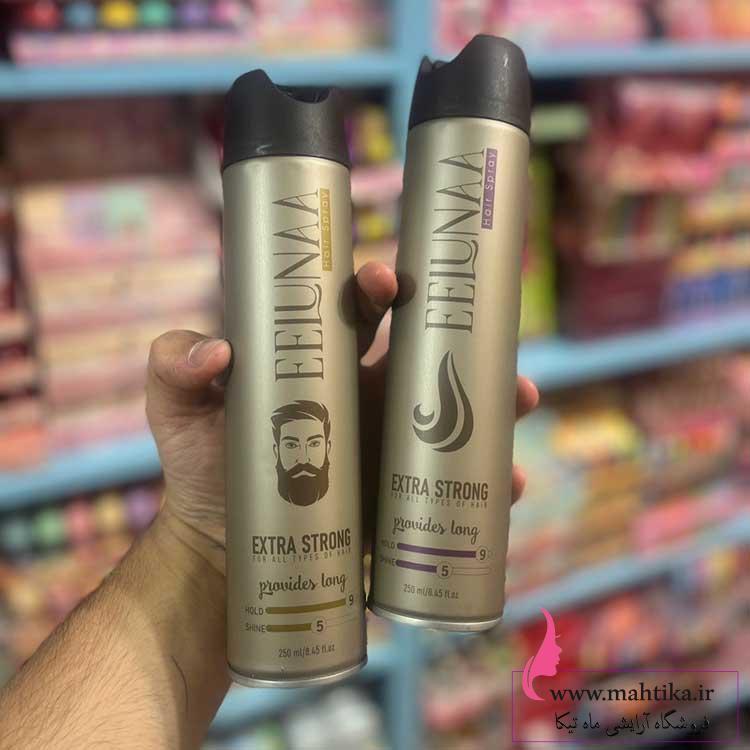 EELUNAA
Hair Spray
EXTRA STRONG
FOR ALL TYPES OF HAIR
provides long
HOLD 9
SHINE 5
250 ml/8.45 fl.oz
EELUNAA
Hair Spray
EXTRA STRONG
FOR ALL TYPES OF HAIR
provides long
HOLD 9
SHINE 5
250 ml/8.45 fl.oz
www.mahtika.ir
فروشگاه آرایشی ماه تیکا